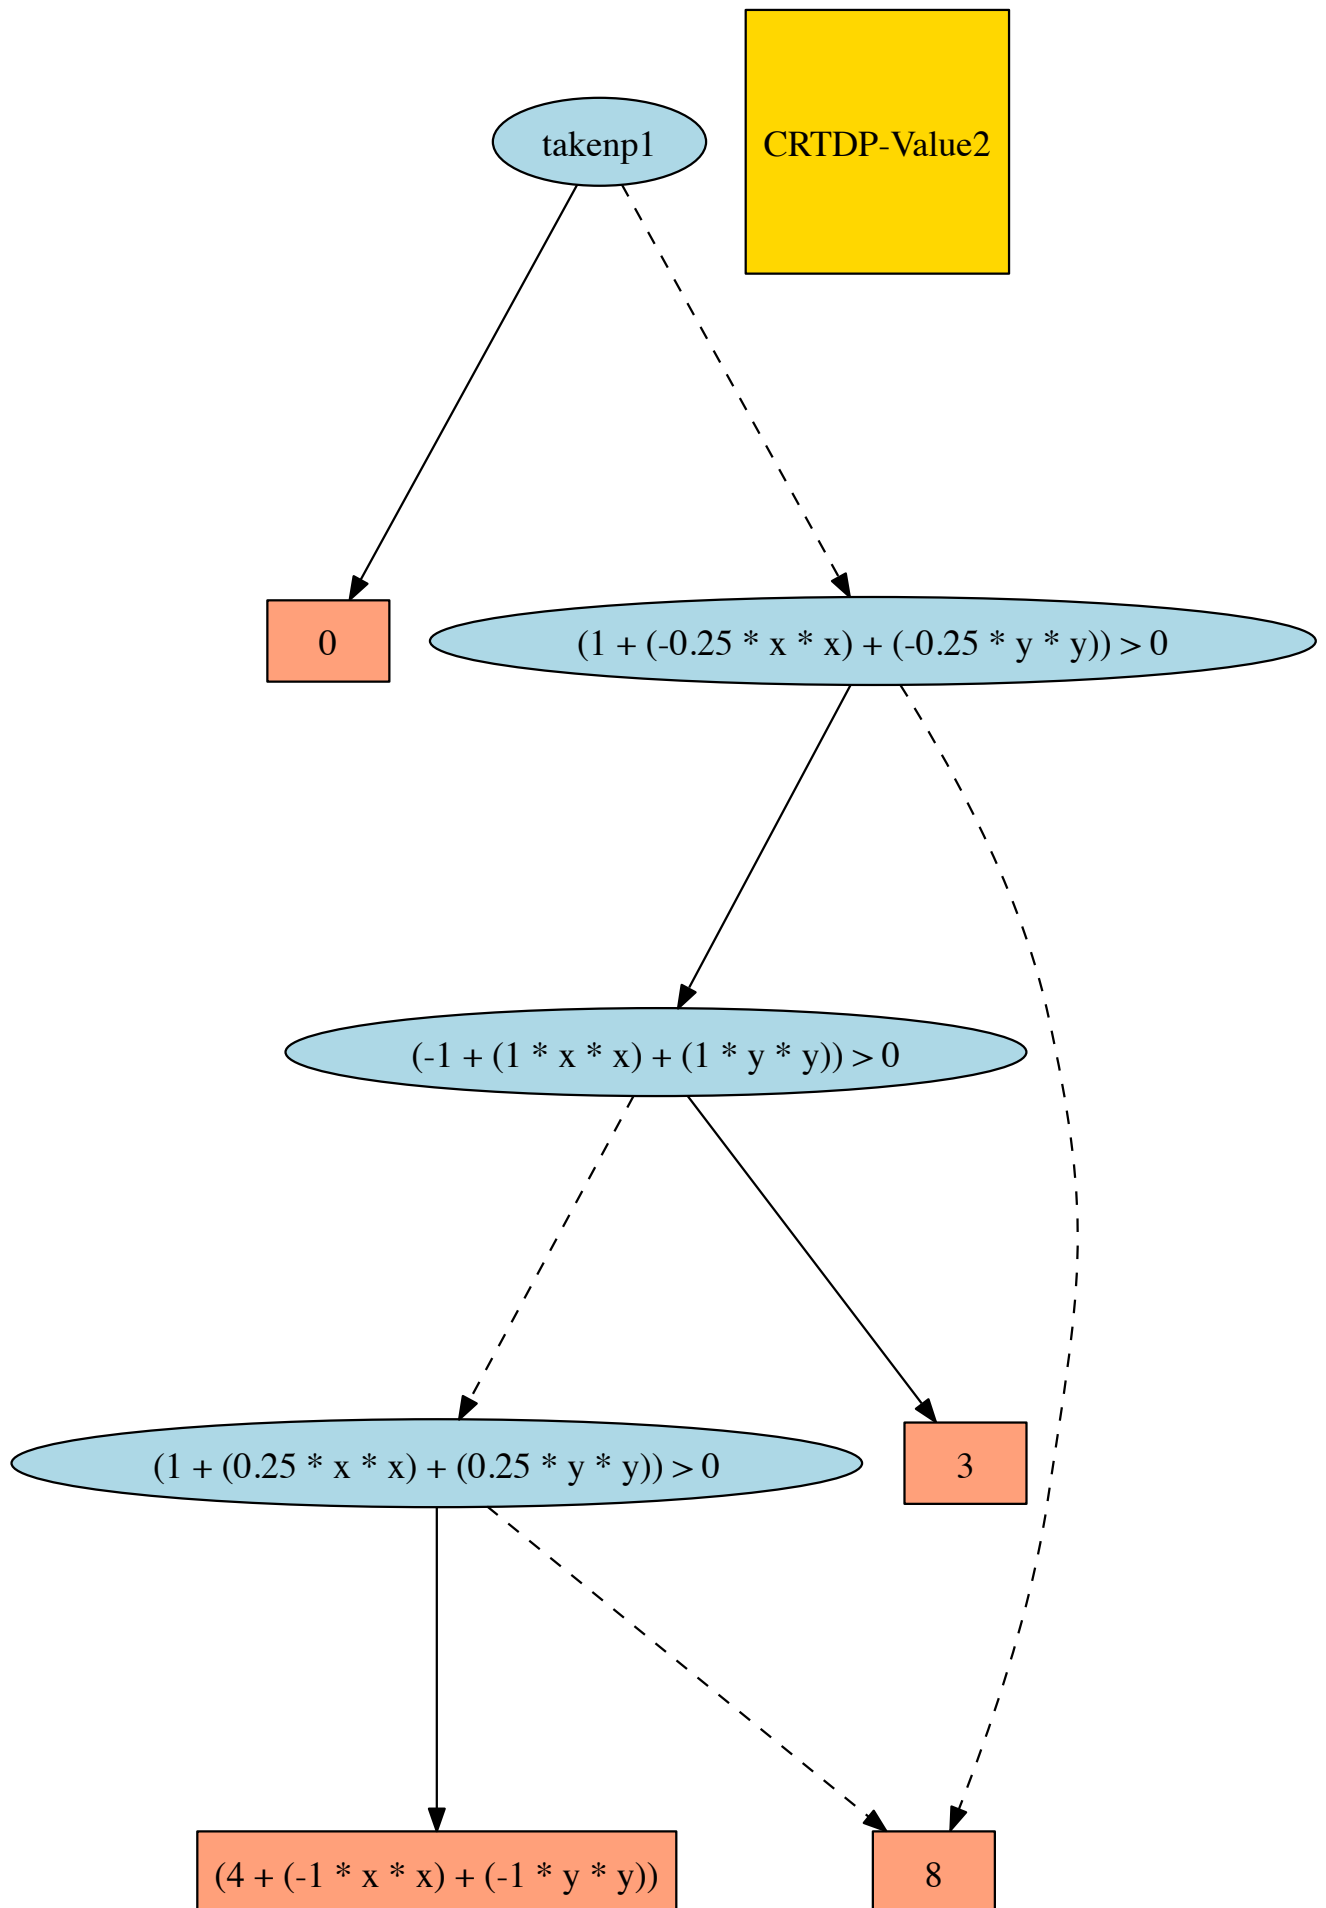 takenp1
CRTDP-Value2
0
(1 + (-0.25 * x * x) + (-0.25 * y * y)) > 0
(-1 + (1 * x * x) + (1 * y * y)) > 0
(1 + (0.25 * x * x) + (0.25 * y * y)) > 0
3
(4 + (-1 * x * x) + (-1 * y * y))
8